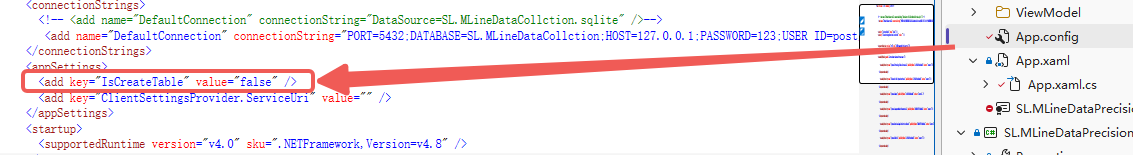 <connectionStrings>
<!-- <add name="DefaultConnection" connectionString="DataSource=SL.MLineDataCollction.sqlite" />-->
<add name="DefaultConnection" connectionString="PORT=5432;DATABASE=SL.MLineDataCollction;HOST=127.0.0.1;PASSWORD=123;USER ID=post
</connectionStrings>
<appSettings>
<add key="IsCreateTable" value="false" />
<add key="ClientSettingsProvider.ServiceUri" value="" />
</appSettings>
<startup>
<supportedRuntime version="v4.0" sku=".NETFramework,Version=v4.8" />
ViewModel
App.config
App.xaml
App.xaml.cs
SL.MLineDataPrecision
SL.MLineDataPrecision